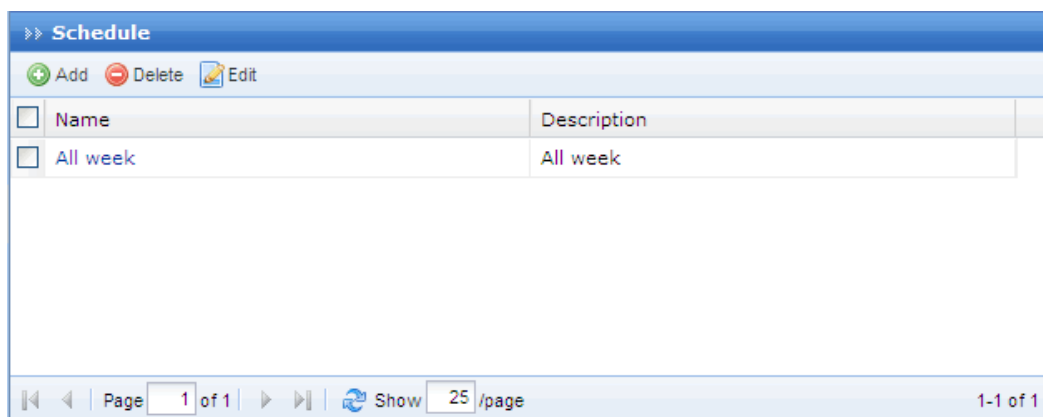 Schedule
Add Delete Edit
Name Description
All week All week
Page 1 of 1 Show 25 /page 1-1 of 1